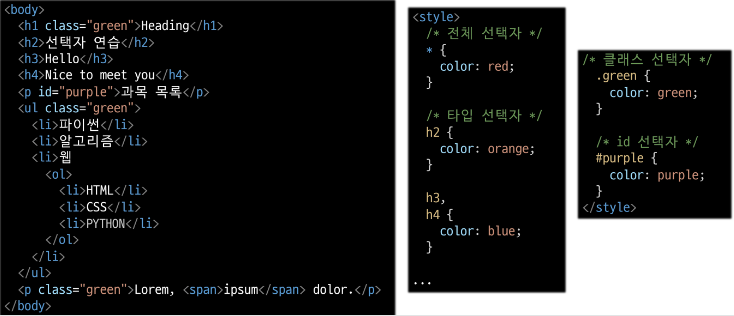 <body>
<h1 class="green">Heading</h1>
<h2>선택자 연습</h2>
<h3>Hello</h3>
<h4>Nice to meet you</h4>
<p id="purple">과목 목록</p>
<ul class="green">
<li>파이썬</li>
<li>알고리즘</li>
<li>웹
<ol>
<li>HTML</li>
<li>CSS</li>
<li>PYTHON</li>
</ol>
</li>
</ul>
<p class="green">Lorem, <span>ipsum</span> dolor.</p>
</body>
<style>
/* 전체 선택자 */
* {
color: red;
}
/* 타입 선택자 */
h2 {
color: orange;
}
h3,
h4 {
color: blue;
}
...
/* 클래스 선택자 */
.green {
color: green;
}
/* id 선택자 */
#purple {
color: purple;
}
</style>